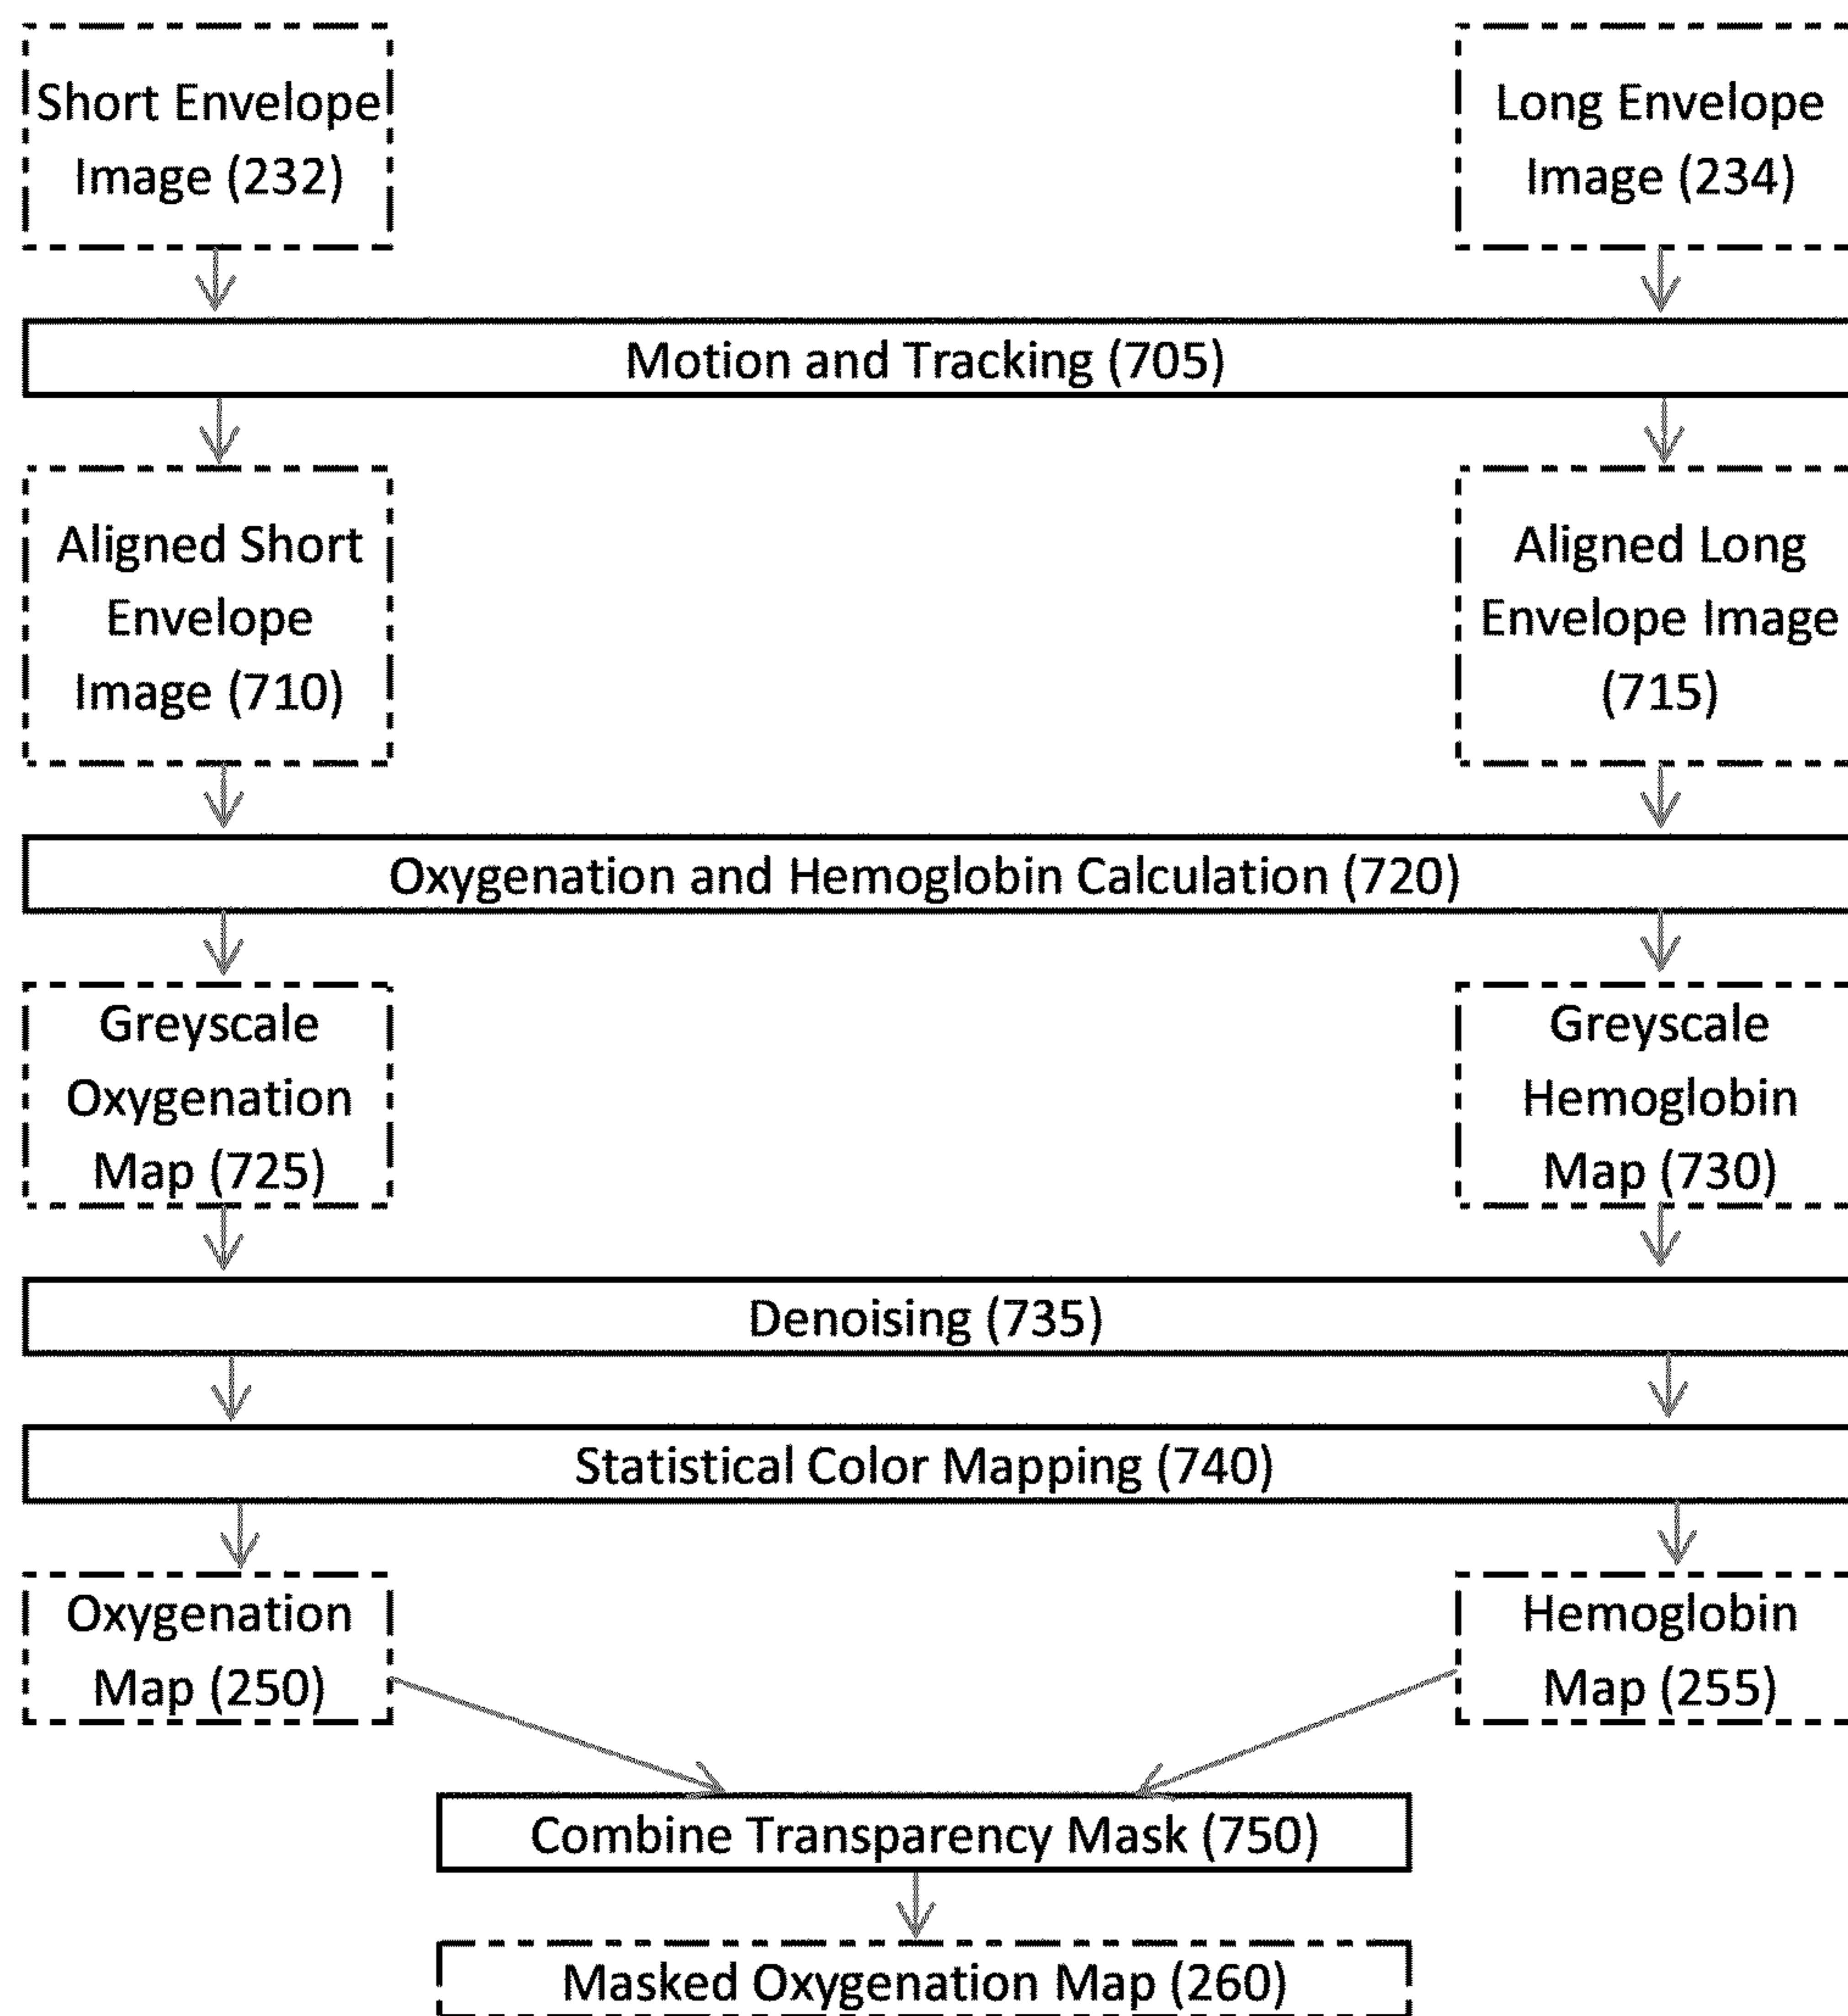 Short Envelope
Image (232)
Long Envelope
Image (234)
Motion and Tracking (705)
Aligned Short
Envelope
Image (710)
Aligned Long
Envelope Image
(715)
Oxygenation and Hemoglobin Calculation (720)
Greyscale
Oxygenation
Map (725)
Greyscale
Hemoglobin
Map (730)
Denoising (735)
Statistical Color Mapping (740)
Oxygenation
Map (250)
Hemoglobin
Map (255)
Combine Transparency Mask (750)
Masked Oxygenation Map (260)